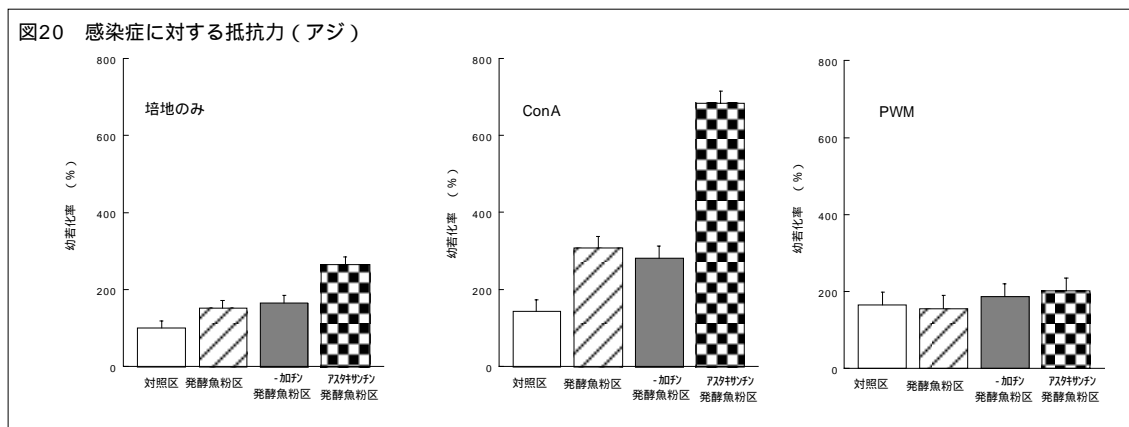 図20 感染症に対する抵抗力（アジ）
800
600
400
200
0
幼若化率（%）
培地のみ
対照区
発酵魚粉区
-カロチン
発酵魚粉区
アスタキサンチン
発酵魚粉区
800
600
400
200
0
幼若化率（%）
ConA
対照区
発酵魚粉区
-カロチン
発酵魚粉区
アスタキサンチン
発酵魚粉区
800
600
400
200
0
幼若化率（%）
PWM
対照区
発酵魚粉区
-カロチン
発酵魚粉区
アスタキサンチン
発酵魚粉区